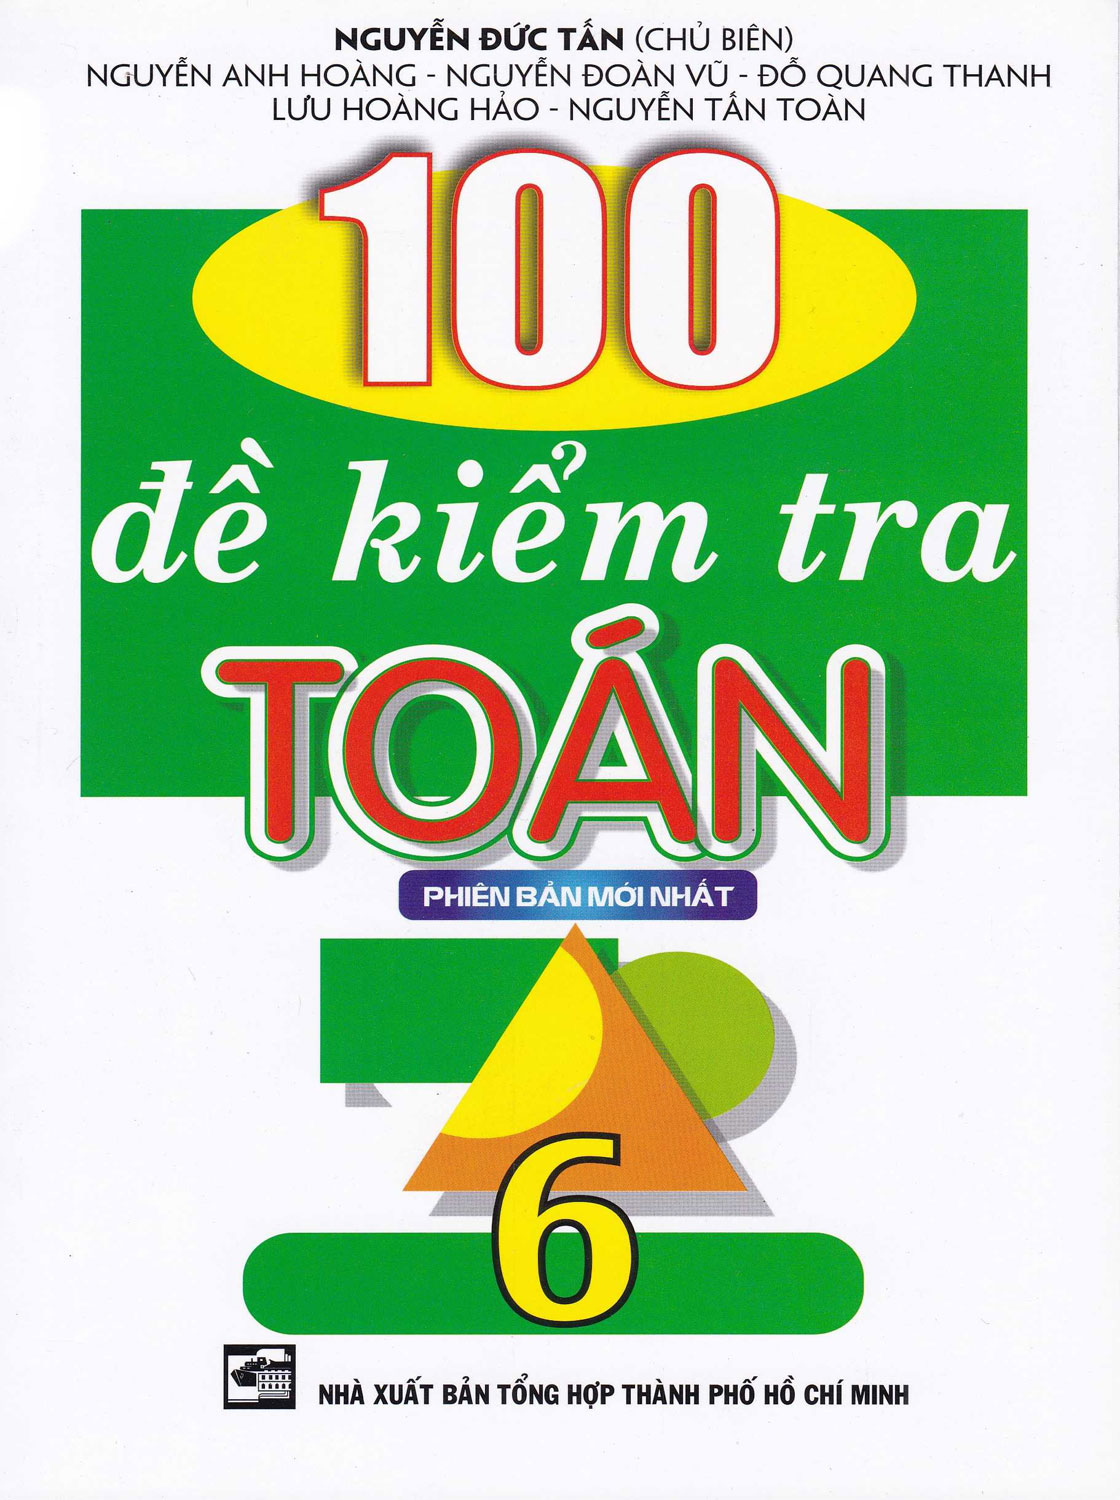 NGUYỄN ĐỨC TẤN (CHỦ BIÊN)
NGUYỄN ANH HOÀNG - NGUYỄN ĐOÀN VŨ - ĐỖ QUANG THANH
LƯU HOÀNG HẢO - NGUYỄN TẤN TOÀN
100
đề kiểm tra
TOÁN
PHIÊN BẢN MỚI NHẤT
6
NHÀ XUẤT BẢN TỔNG HỢP THÀNH PHỐ HỒ CHÍ MINH